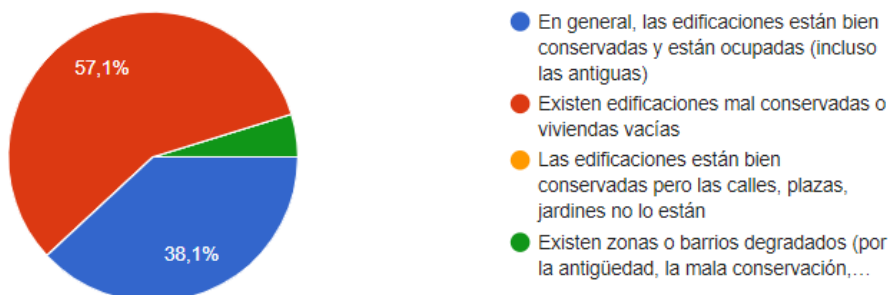 57,1%
38,1%
En general, las edificaciones están bien
conservadas y están ocupadas (incluso
las antiguas)
Existen edificaciones mal conservadas o
viviendas vacías
Las edificaciones están bien
conservadas pero las calles, plazas,
jardines no lo están
Existen zonas o barrios degradados (por
la antigüedad, la mala conservación,…